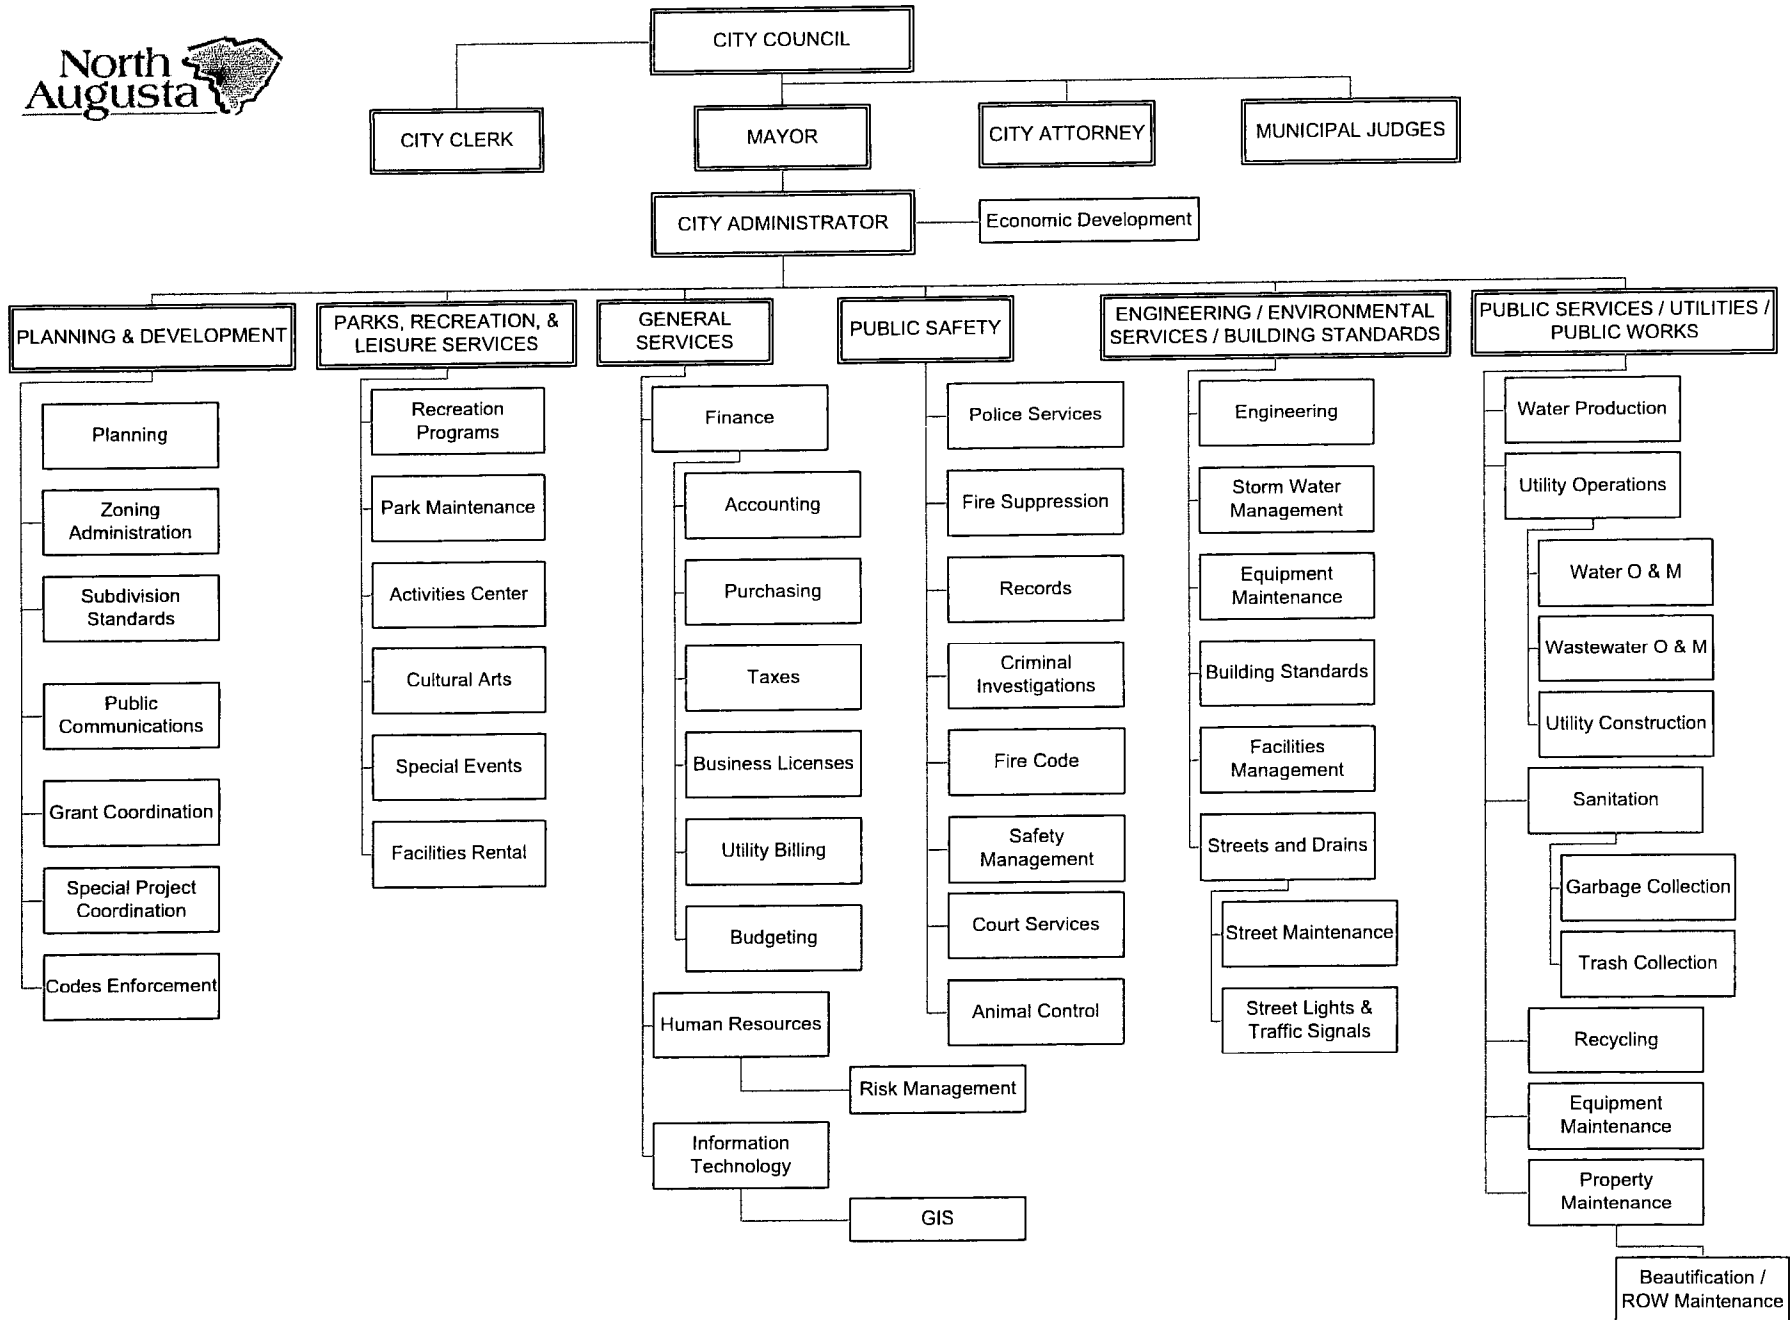 North
Augusta
CITY COUNCIL
CITY CLERK
MAYOR
CITY ATTORNEY
MUNICIPAL JUDGES
CITY ADMINISTRATOR
Economic Development
PLANNING & DEVELOPMENT
Planning
Zoning
Administration
Subdivision
Standards
Public
Communications
Grant Coordination
Special Project
Coordination
Codes Enforcement
PARKS, RECREATION, &
LEISURE SERVICES
Recreation
Programs
Park Maintenance
Activities Center
Cultural Arts
Special Events
Facilities Rental
GENERAL
SERVICES
Finance
Accounting
Purchasing
Taxes
Business Licenses
Utility Billing
Budgeting
Human Resources
Risk Management
Information
Technology
GIS
PUBLIC SAFETY
Police Services
Fire Suppression
Records
Criminal
Investigations
Fire Code
Safety
Management
Court Services
Animal Control
ENGINEERING / ENVIRONMENTAL
SERVICES / BUILDING STANDARDS
Engineering
Storm Water
Management
Equipment
Maintenance
Building Standards
Facilities
Management
Streets and Drains
Street Maintenance
Street Lights &
Traffic Signals
PUBLIC SERVICES / UTILITIES /
PUBLIC WORKS
Water Production
Utility Operations
Water O & M
Wastewater O & M
Utility Construction
Sanitation
Garbage Collection
Trash Collection
Recycling
Equipment
Maintenance
Property
Maintenance
Beautification /
ROW Maintenance